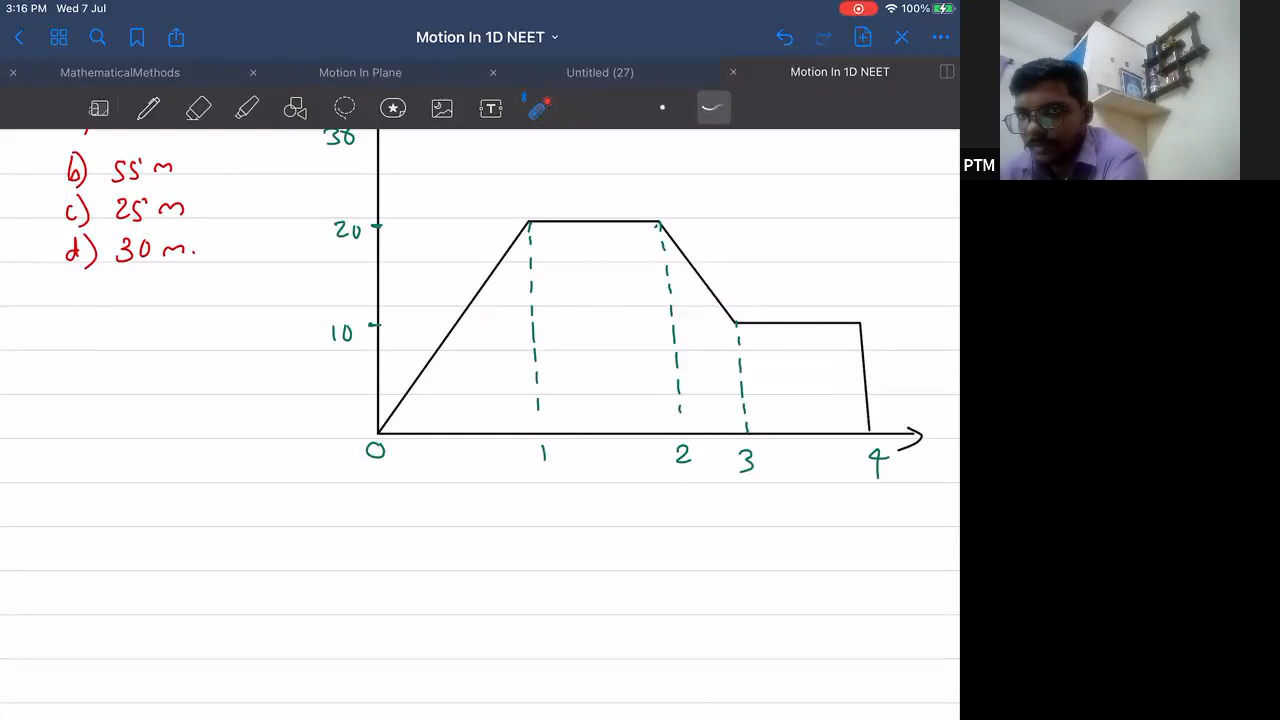 3:16 PM Wed 7 Jul
100%
Motion In 1D NEET
MathematicalMethods
Motion In Plane
Untitled (27)
Motion In 1D NEET
T
PTM
b) 55 m
c) 25 m
d) 30 m.
30
20
10
0 1 2 3 4